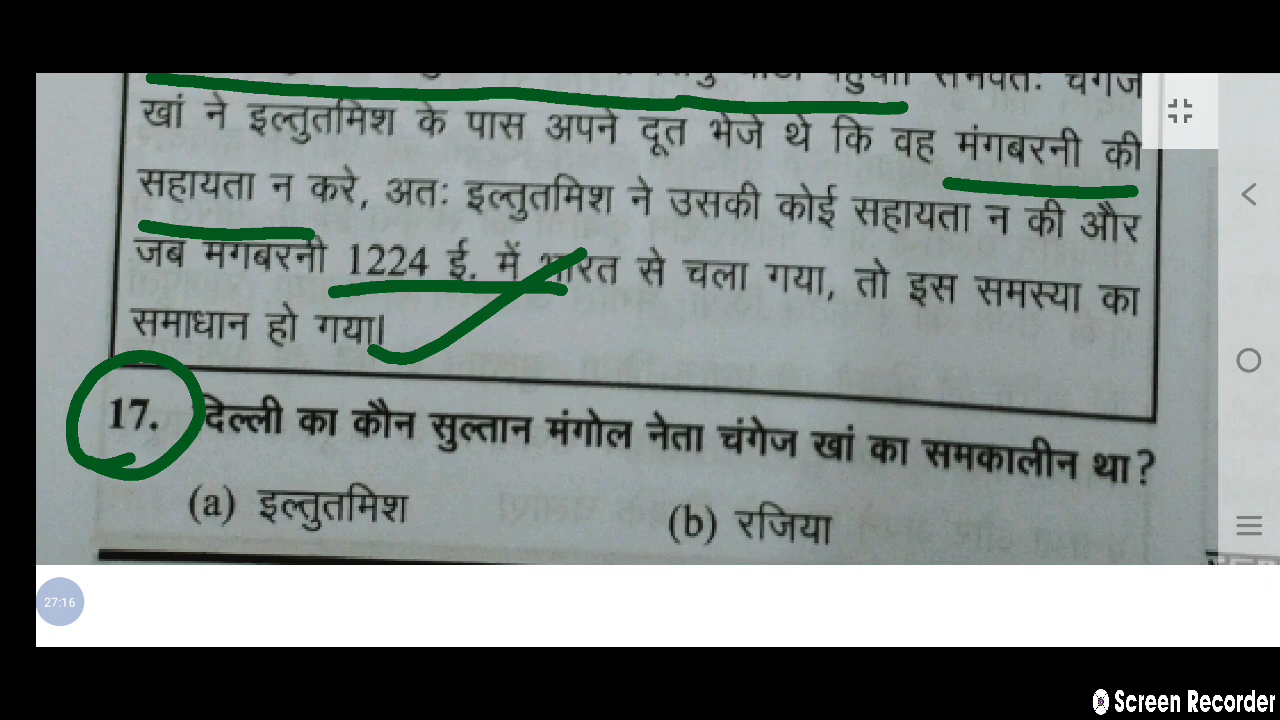 चंगेज
खां ने इल्तुतमिश के पास अपने दूत भेजे थे कि वह मंगबरनी की
सहायता न करे, अतः इल्तुतमिश ने उसकी कोई सहायता न की और
जब मंगबरनी 1224 ई. में भारत से चला गया, तो इस समस्या का
समाधान हो गया।
17. दिल्ली का कौन सुल्तान मंगोल नेता चंगेज खां का समकालीन था?
(a) इल्तुतमिश (b) रजिया
27:16
Screen Recorder